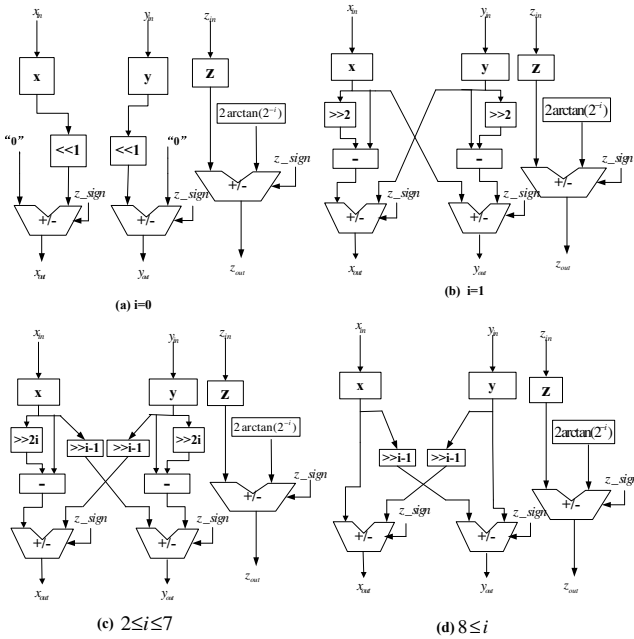 x_in y_in z_in
x y z
"0" <<1 <<1 "0" 2arctan(2^{-i})
z_sign z_sign z_sign
+/- +/- +/-
x_out y_out z_out
(a) i=0
x_in y_in z_in
x y z
>>2 >>2 2arctan(2^{-i})
- - z_sign
+/- z_sign +/- z_sign +/-
x_out y_out z_out
(b) i=1
x_in y_in z_in
x y z
>>2i >>i-1 >>i-1 >>2i 2arctan(2^{-i})
- - z_sign
+/- z_sign +/- z_sign +/-
x_out y_out z_out
(c) 2≤i≤7
x_in y_in z_in
x y z
>>i-1 >>i-1 2arctan(2^{-i})
z_sign z_sign z_sign
+/- +/- +/-
x_out y_out z_out
(d) 8≤i